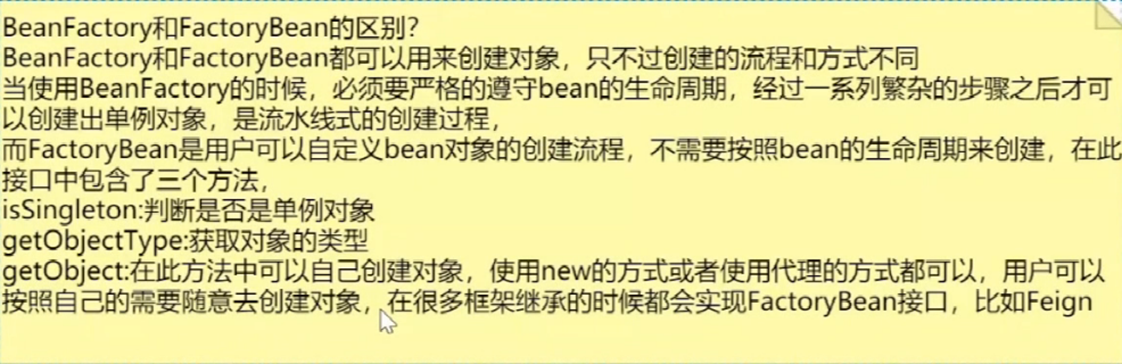 BeanFactory和FactoryBean的区别？
BeanFactory和FactoryBean都可以用来创建对象，只不过创建的流程和方式不同
当使用BeanFactory的时候，必须要严格的遵守bean的生命周期，经过一系列繁杂的步骤之后才可
以创建出单例对象，是流水线式的创建过程，
而FactoryBean是用户可以自定义bean对象的创建流程，不需要按照bean的生命周期来创建，在此
接口中包含了三个方法，
isSingleton:判断是否是单例对象
getObjectType:获取对象的类型
getObject:在此方法中可以自己创建对象，使用new的方式或者使用代理的方式都可以，用户可以
按照自己的需要随意去创建对象，在很多框架继承的时候都会实现FactoryBean接口，比如Feign